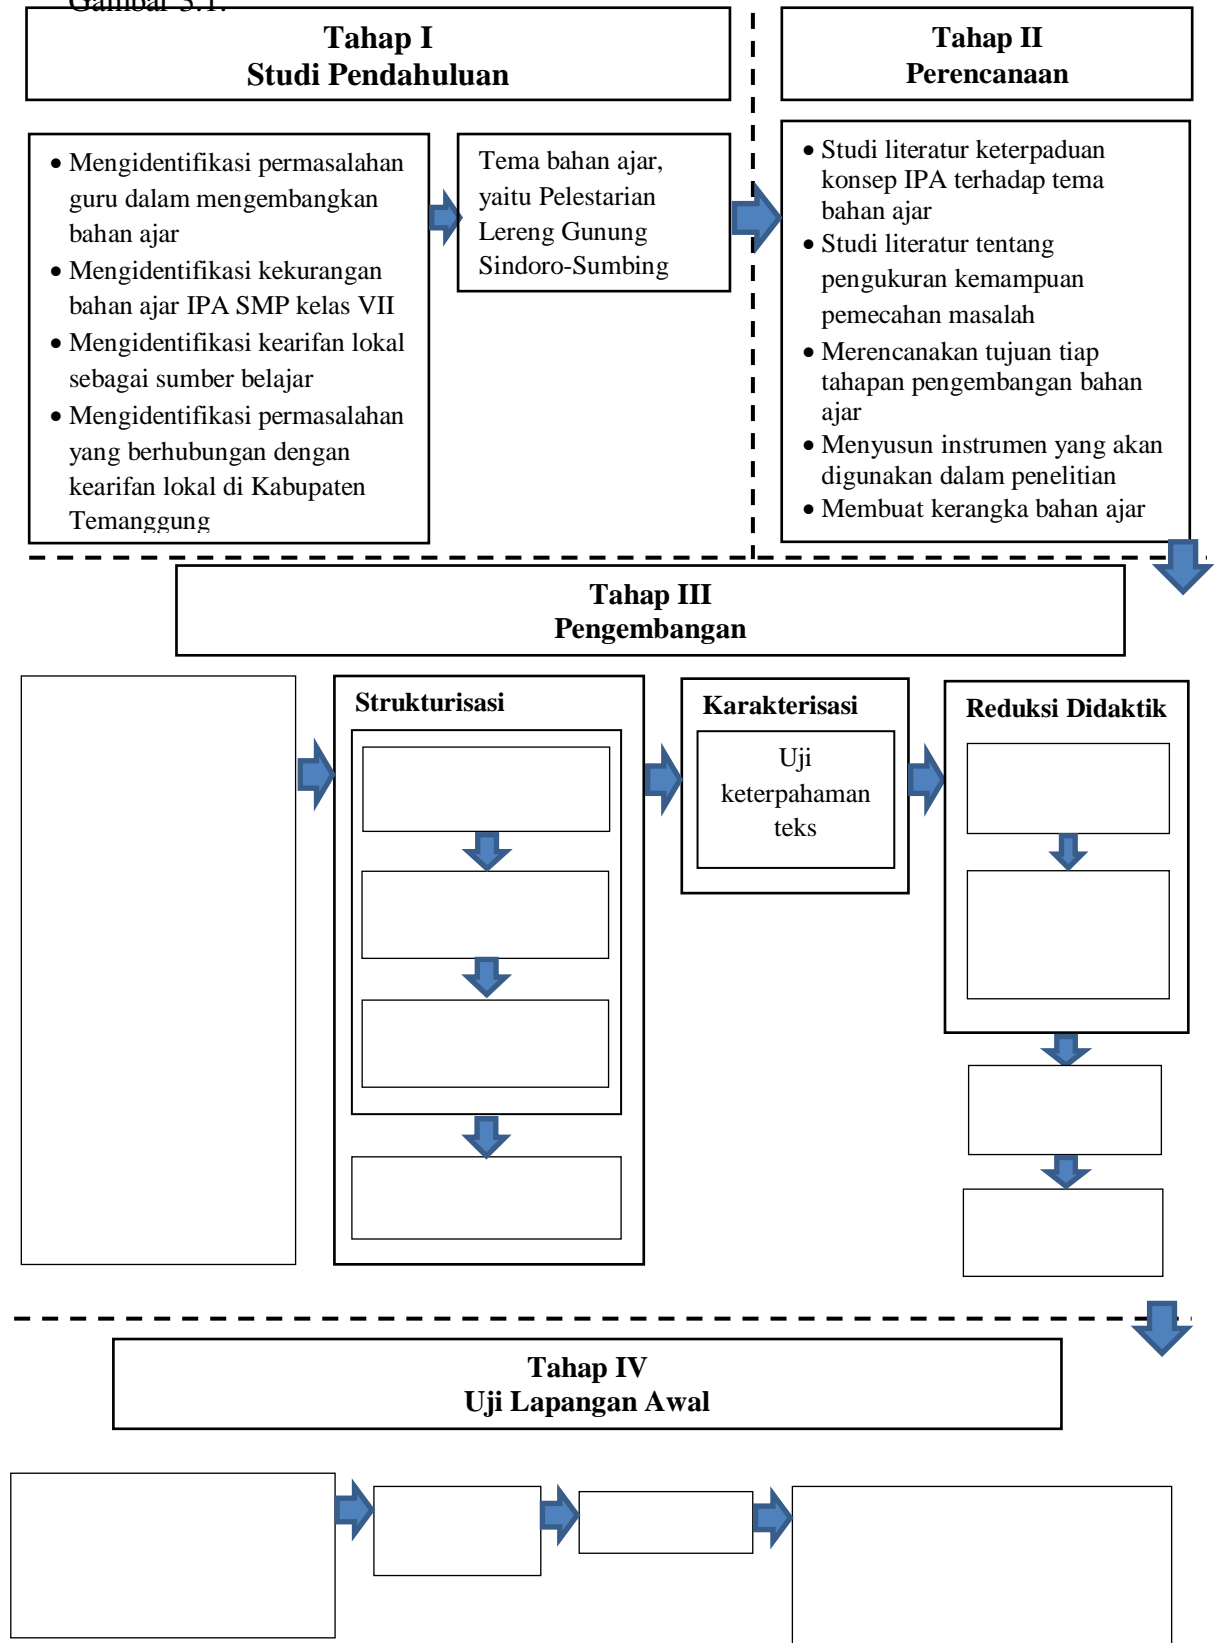 Gambar 3.1.
Tahap I
Studi Pendahuluan
Tahap II
Perencanaan
• Mengidentifikasi permasalahan
guru dalam mengembangkan
bahan ajar
• Mengidentifikasi kekurangan
bahan ajar IPA SMP kelas VII
• Mengidentifikasi kearifan lokal
sebagai sumber belajar
• Mengidentifikasi permasalahan
yang berhubungan dengan
kearifan lokal di Kabupaten
Temanggung
Tema bahan ajar,
yaitu Pelestarian
Lereng Gunung
Sindoro-Sumbing
• Studi literatur keterpaduan
konsep IPA terhadap tema
bahan ajar
• Studi literatur tentang
pengukuran kemampuan
pemecahan masalah
• Merencanakan tujuan tiap
tahapan pengembangan bahan
ajar
• Menyusun instrumen yang akan
digunakan dalam penelitian
• Membuat kerangka bahan ajar
Tahap III
Pengembangan
Strukturisasi
Karakterisasi
Uji
keterpahaman
teks
Reduksi Didaktik
Tahap IV
Uji Lapangan Awal